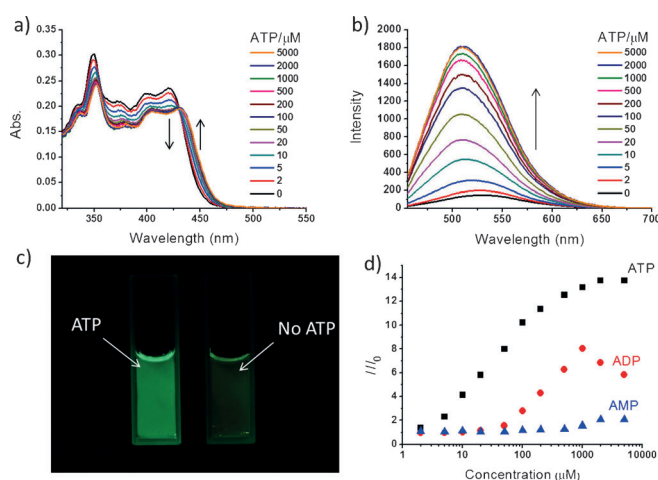 a)
ATP/μM
5000
2000
1000
500
200
100
50
20
10
5
2
0
Abs.
0.35
0.30
0.25
0.20
0.15
0.10
0.05
0.00
350 400 450 500 550
Wavelength (nm)
b)
ATP/μM
5000
2000
1000
500
200
100
50
20
10
5
2
0
Intensity
2000
1800
1600
1400
1200
1000
800
600
400
200
0
500 550 600 650 700
Wavelength (nm)
c)
ATP
No ATP
d)
ATP
ADP
AMP
I/I0
14
12
10
8
6
4
2
0
1 10 100 1000 10000
Concentration (μM)